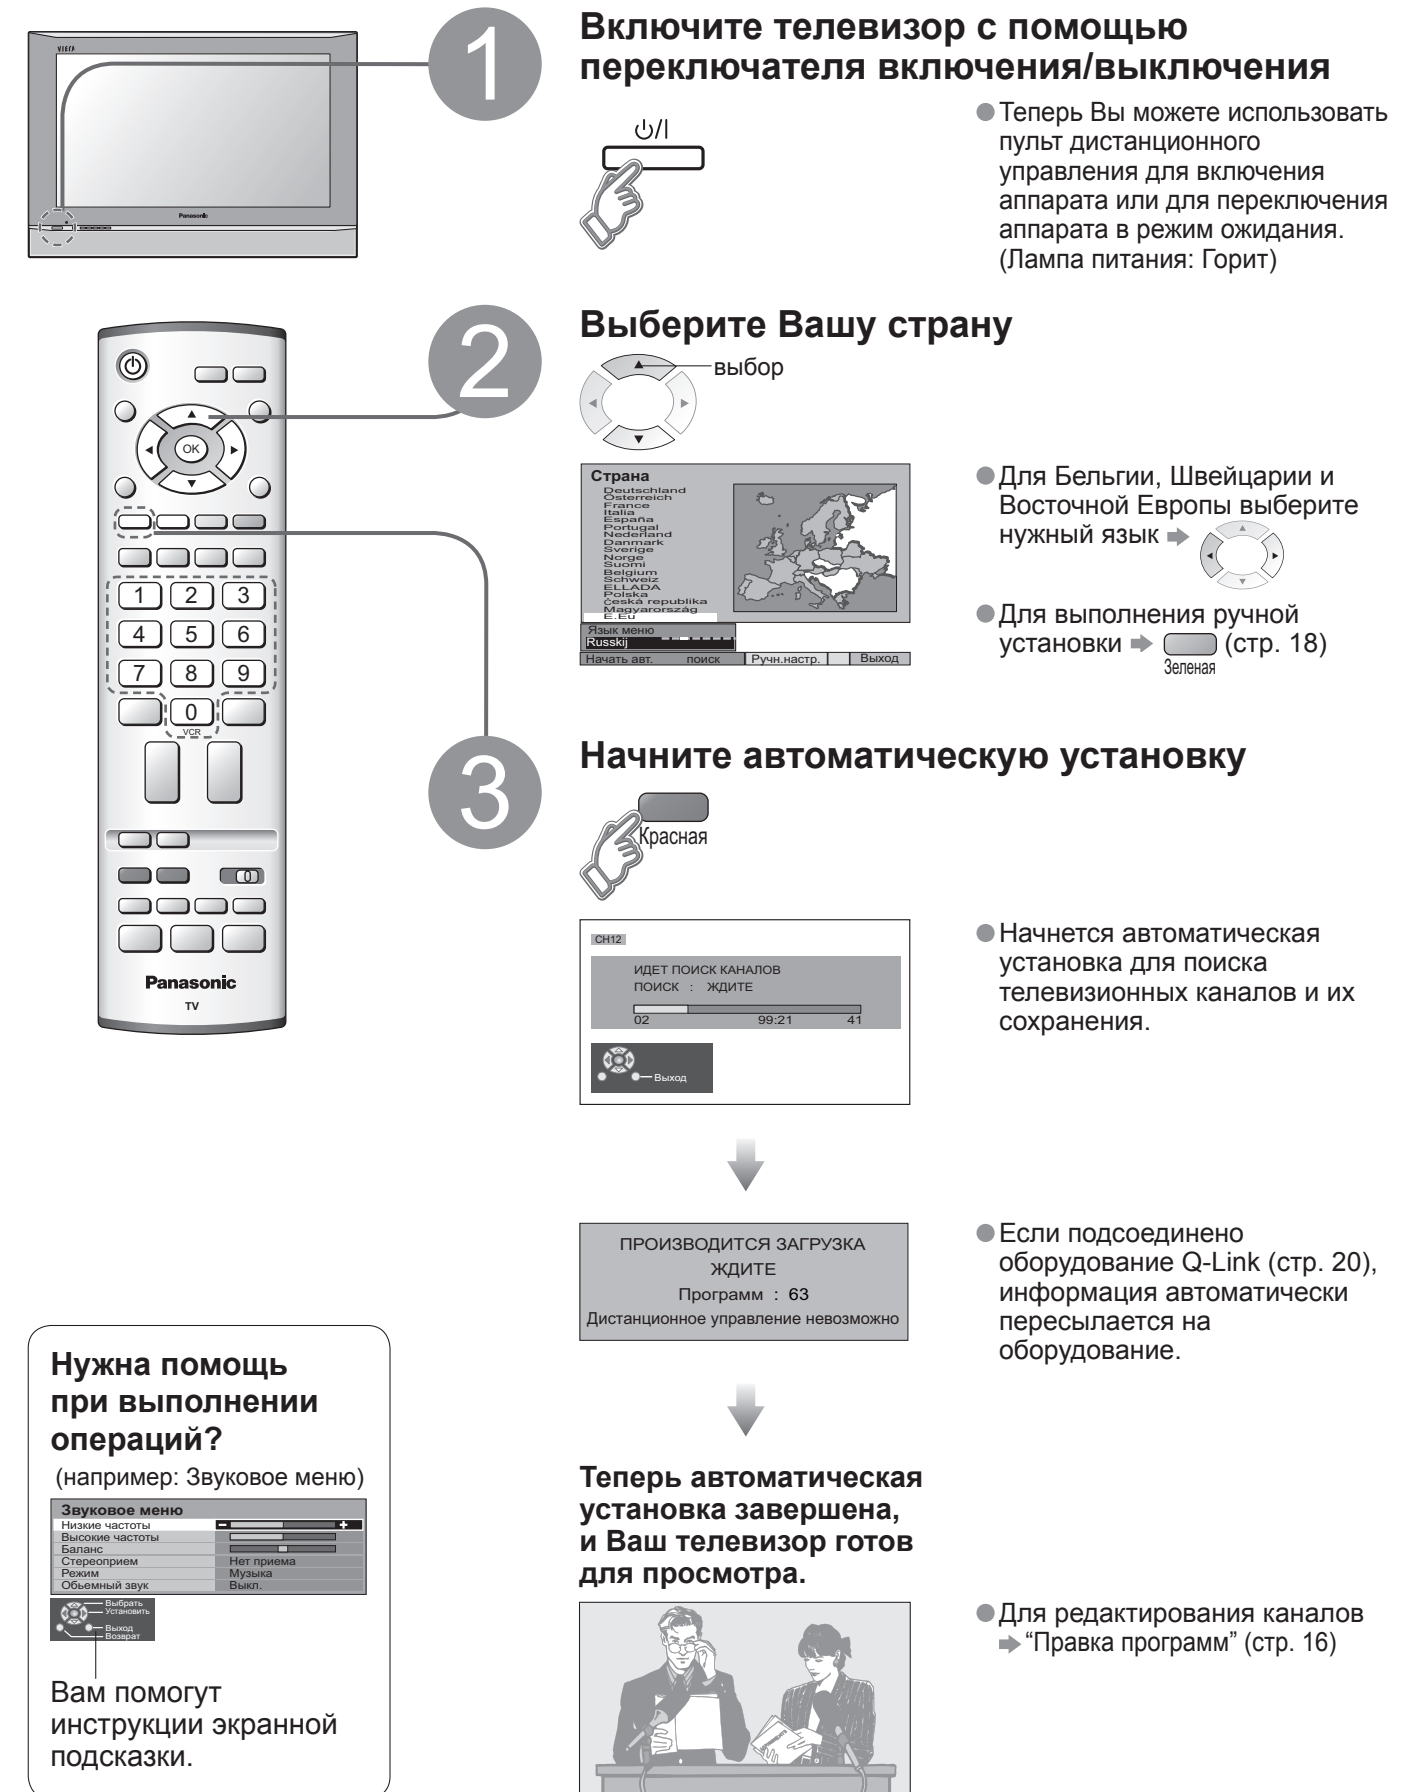 VIERA
Panasonic
1
Включите телевизор с помощью
переключателя включения/выключения
⏻/I
Теперь Вы можете использовать
пульт дистанционного
управления для включения
аппарата или для переключения
аппарата в режим ожидания.
(Лампа питания: Горит)
2
Выберите Вашу страну
выбор
Страна
Deutschland
Österreich
France
Italia
España
Portugal
Nederland
Danmark
Sverige
Norge
Suomi
Belgium
Schweiz
ELLADA
Polska
Česká republika
Magyarország
E.Eu
Язык меню
Russkij
Начать авт. поиск Ручн.настр. Выход
Для Бельгии, Швейцарии и
Восточной Европы выберите
нужный язык
Для выполнения ручной
установки (стр. 18)
Зеленая
OK
1 2 3
4 5 6
7 8 9
0
VCR
Panasonic
TV
3
Начните автоматическую установку
Красная
CH12
ИДЕТ ПОИСК КАНАЛОВ
ПОИСК : ЖДИТЕ
02 99:21 41
Выход
Начнется автоматическая
установка для поиска
телевизионных каналов и их
сохранения.
ПРОИЗВОДИТСЯ ЗАГРУЗКА
ЖДИТЕ
Программ : 63
Дистанционное управление невозможно
Если подсоединено
оборудование Q-Link (стр. 20),
информация автоматически
пересылается на
оборудование.
Теперь автоматическая
установка завершена,
и Ваш телевизор готов
для просмотра.
Для редактирования каналов
“Правка программ” (стр. 16)
Нужна помощь
при выполнении
операций?
(например: Звуковое меню)
Звуковое меню
Низкие частоты
Высокие частоты
Баланс
Стереоприем Нет приема
Режим Музыка
Обьемный звук Выкл.
Выбрать
Установить
Выход
Возврат
Вам помогут
инструкции экранной
подсказки.